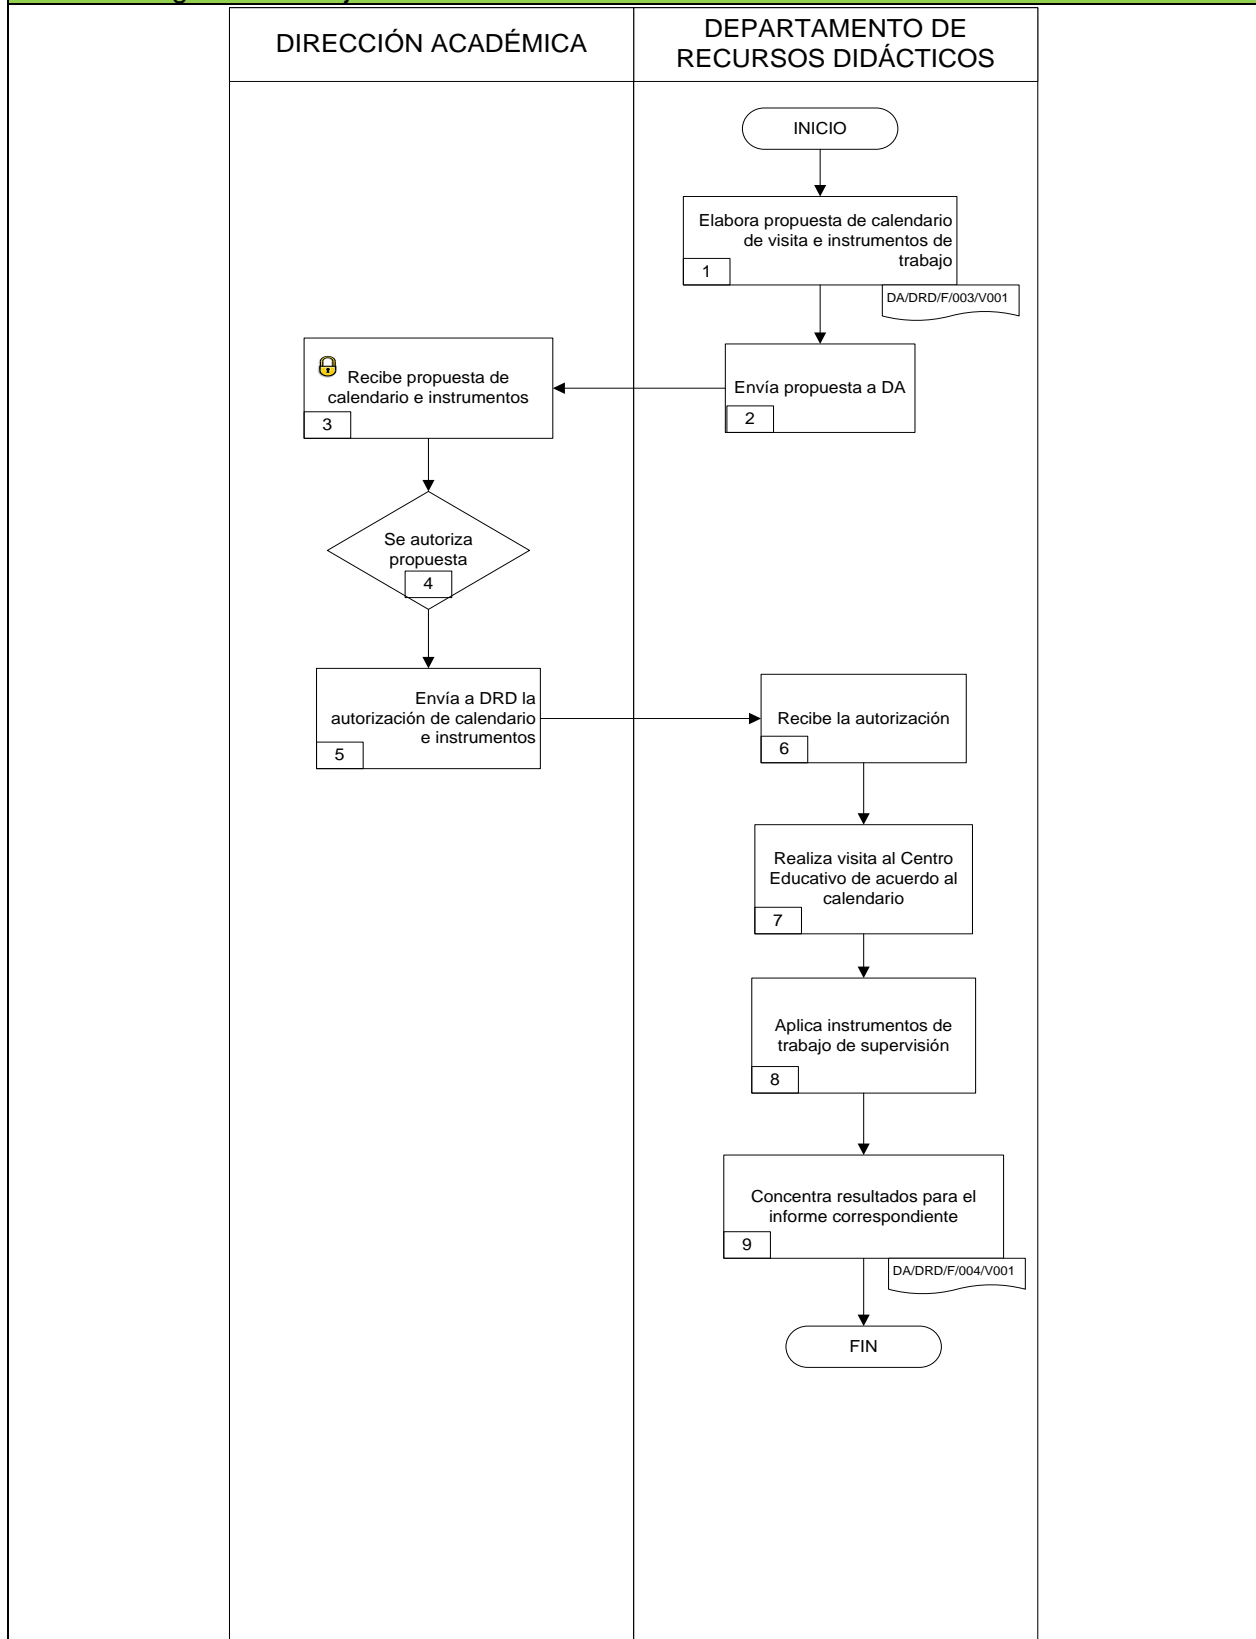 DIRECCIÓN ACADÉMICA
DEPARTAMENTO DE
RECURSOS DIDÁCTICOS
INICIO
Elabora propuesta de calendario
de visita e instrumentos de
trabajo
1
DA/DRD/F/003/V001
Envía propuesta a DA
2
Recibe propuesta de
calendario e instrumentos
3
Se autoriza
propuesta
4
Envía a DRD la
autorización de calendario
e instrumentos
5
Recibe la autorización
6
Realiza visita al Centro
Educativo de acuerdo al
calendario
7
Aplica instrumentos de
trabajo de supervisión
8
Concentra resultados para el
informe correspondiente
9
DA/DRD/F/004/V001
FIN